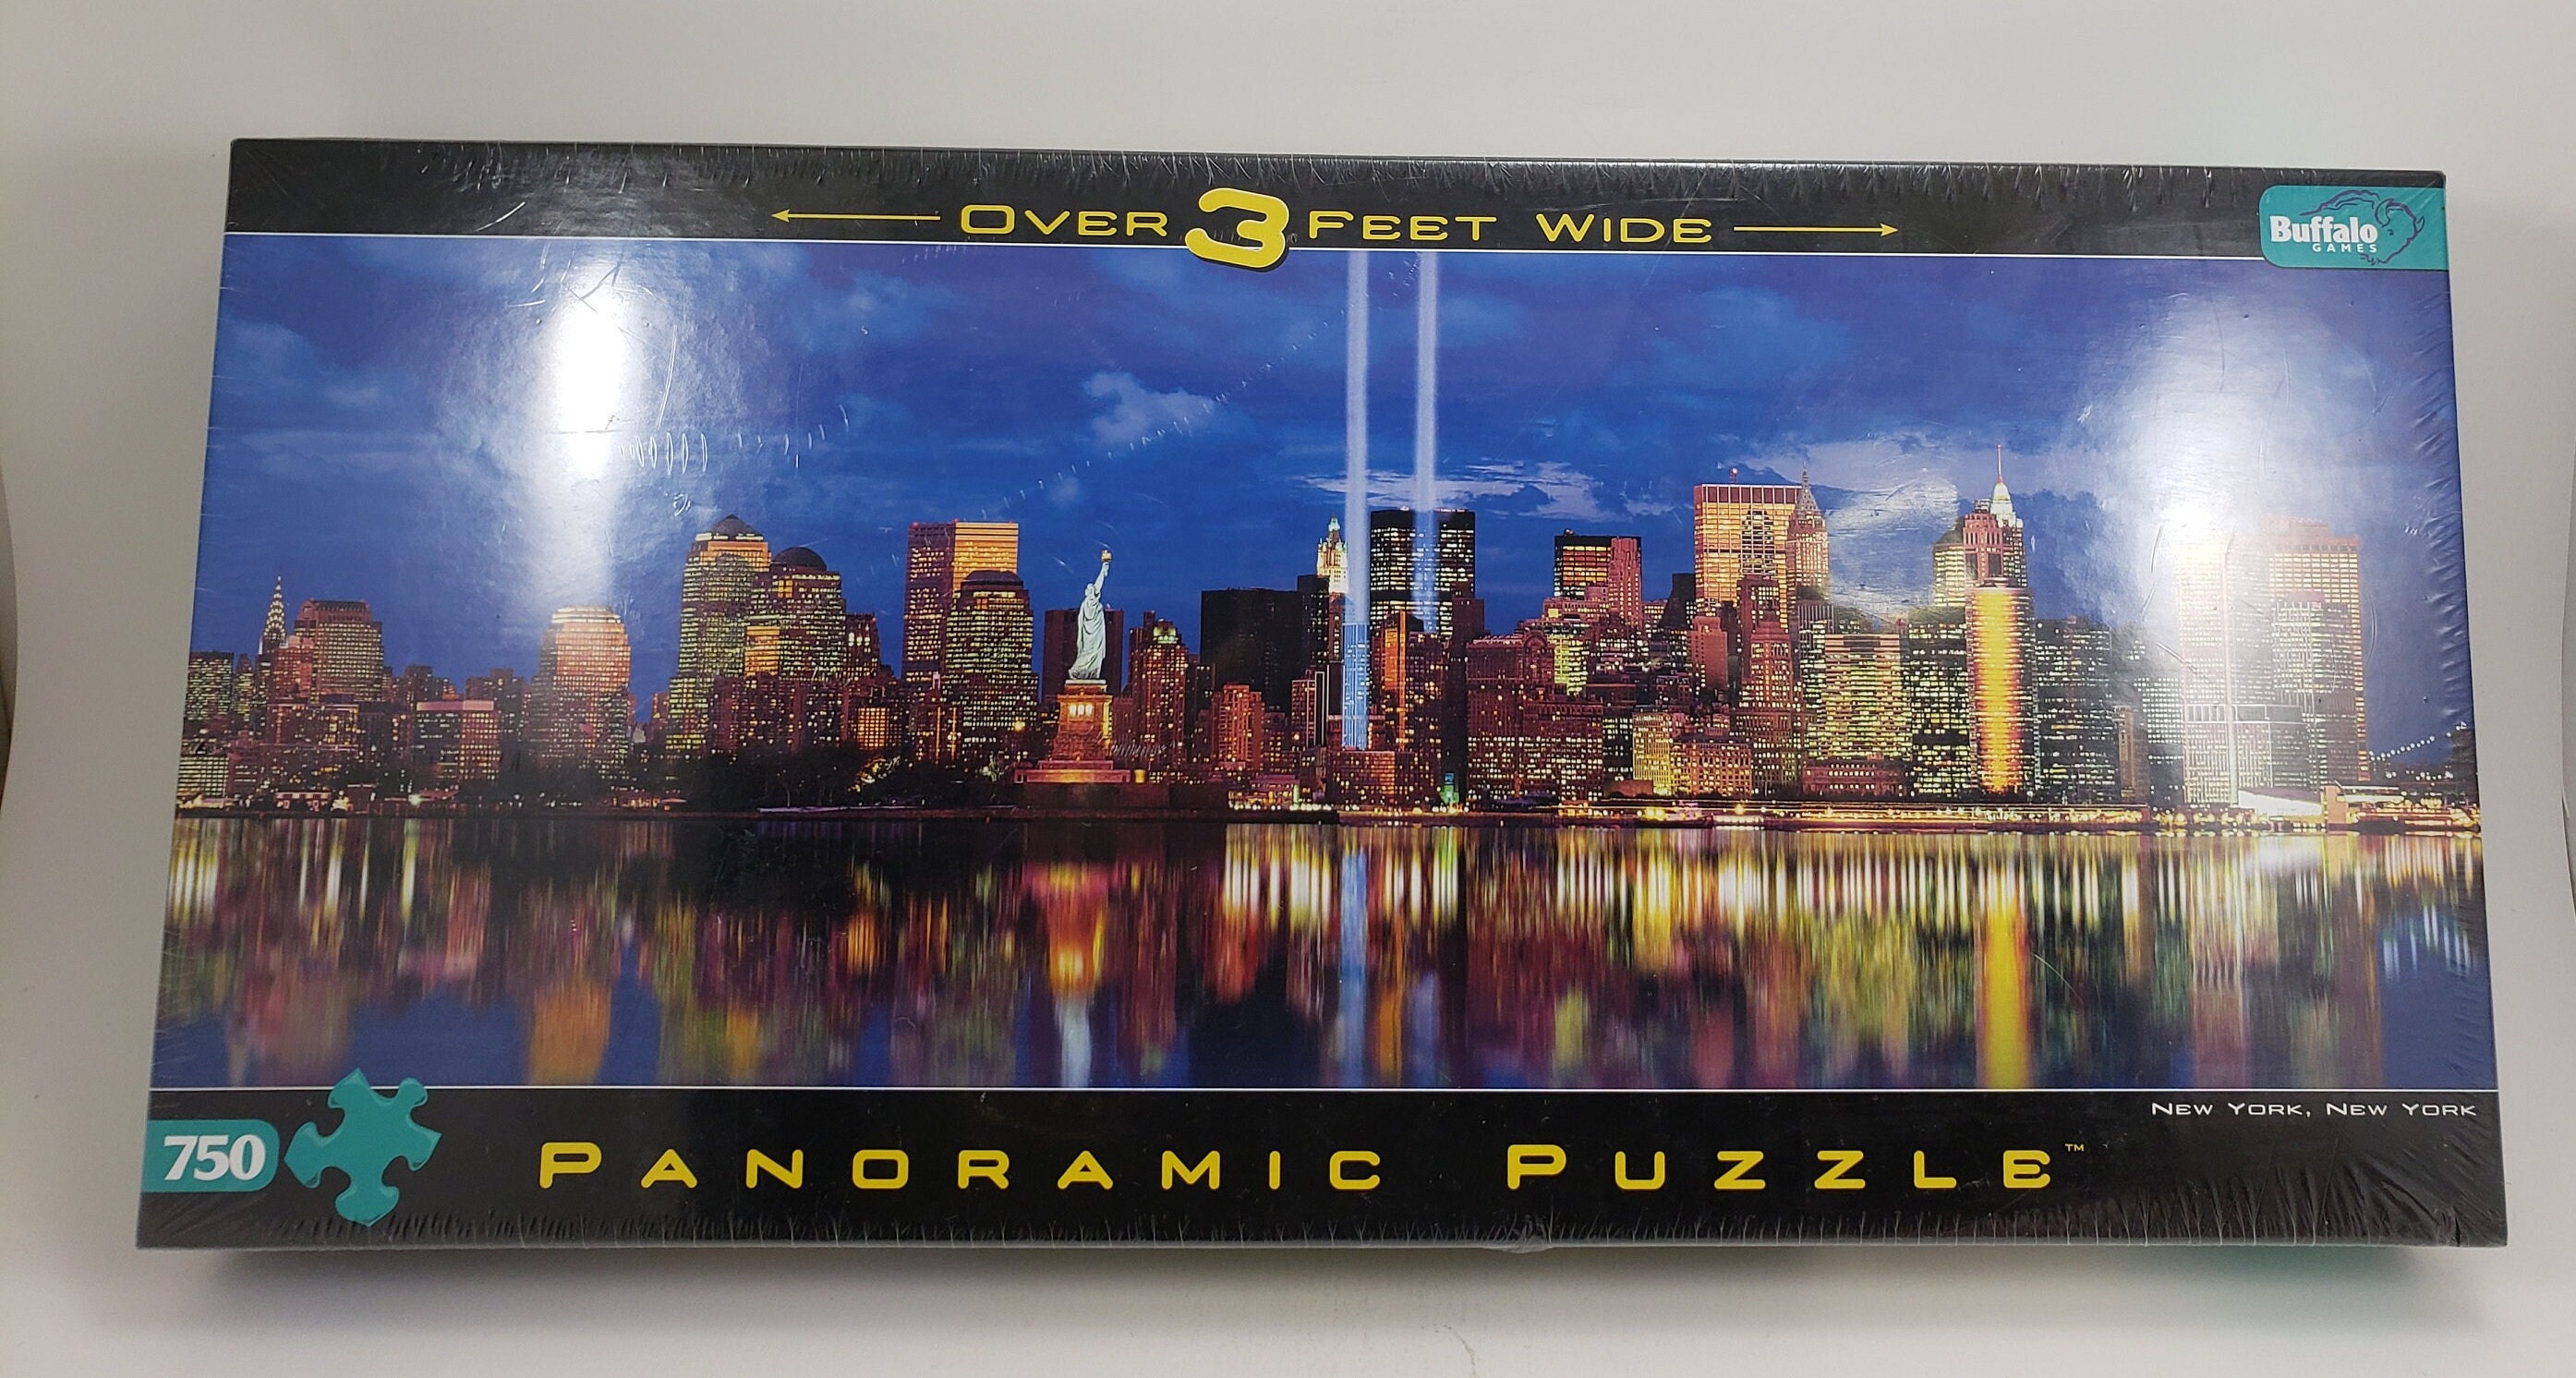 OVER 3 FEET WIDE
Buffalo
GAMES
NEW YORK, NEW YORK
750
PANORAMIC PUZZLE™